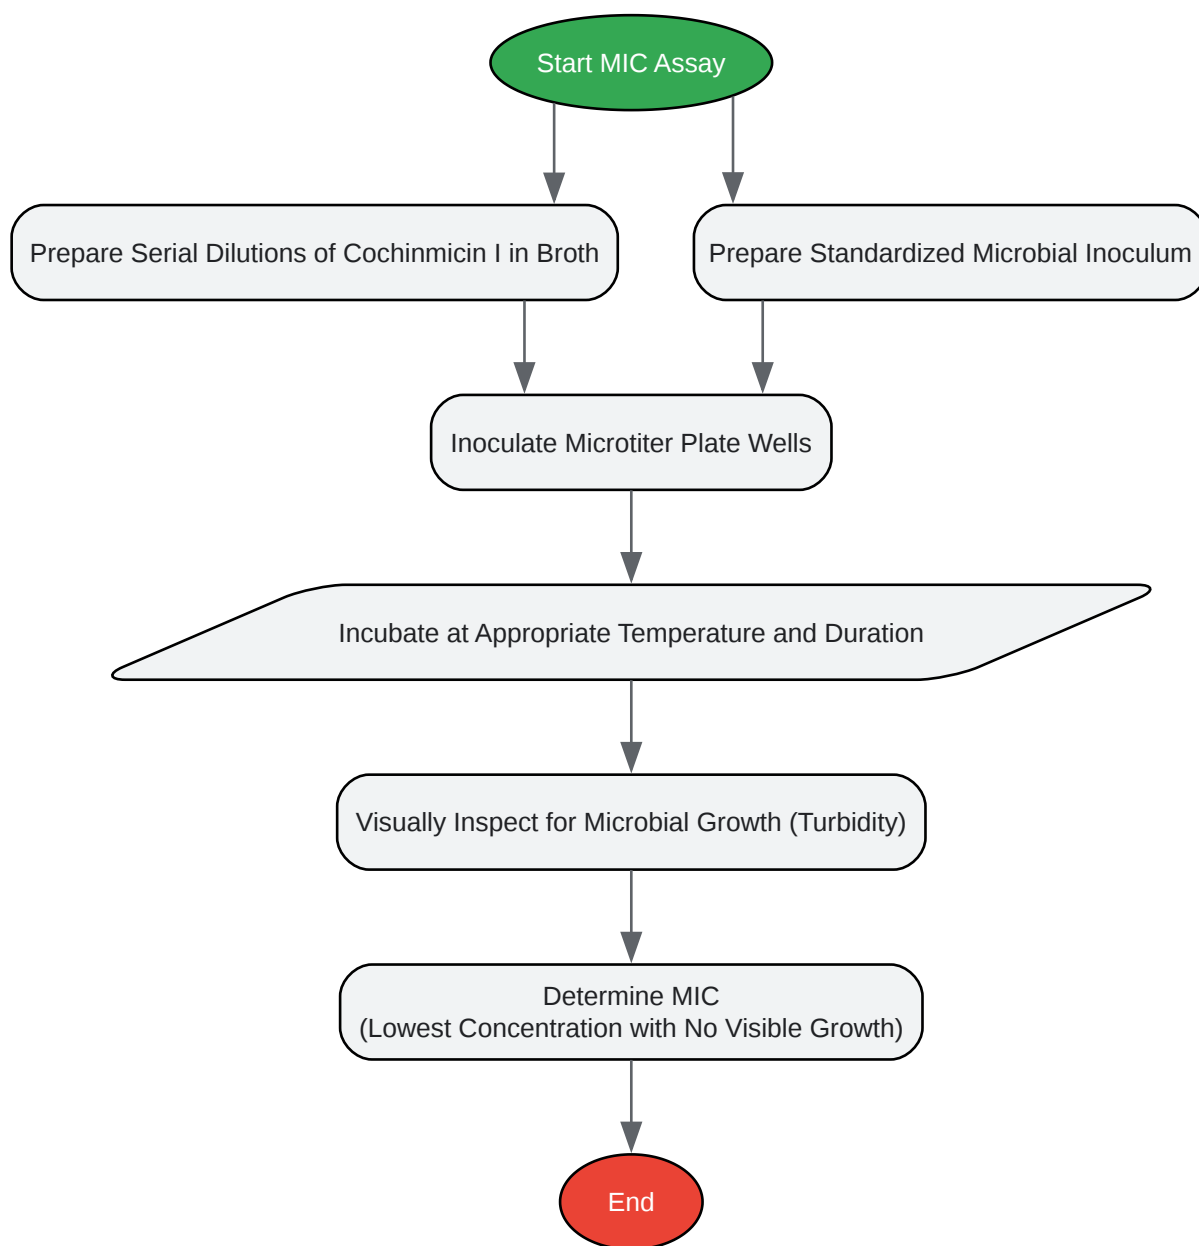 Start MIC Assay
Prepare Serial Dilutions of Cochinmicin I in Broth
Prepare Standardized Microbial Inoculum
Inoculate Microtiter Plate Wells
Incubate at Appropriate Temperature and Duration
Visually Inspect for Microbial Growth (Turbidity)
Determine MIC
(Lowest Concentration with No Visible Growth)
End